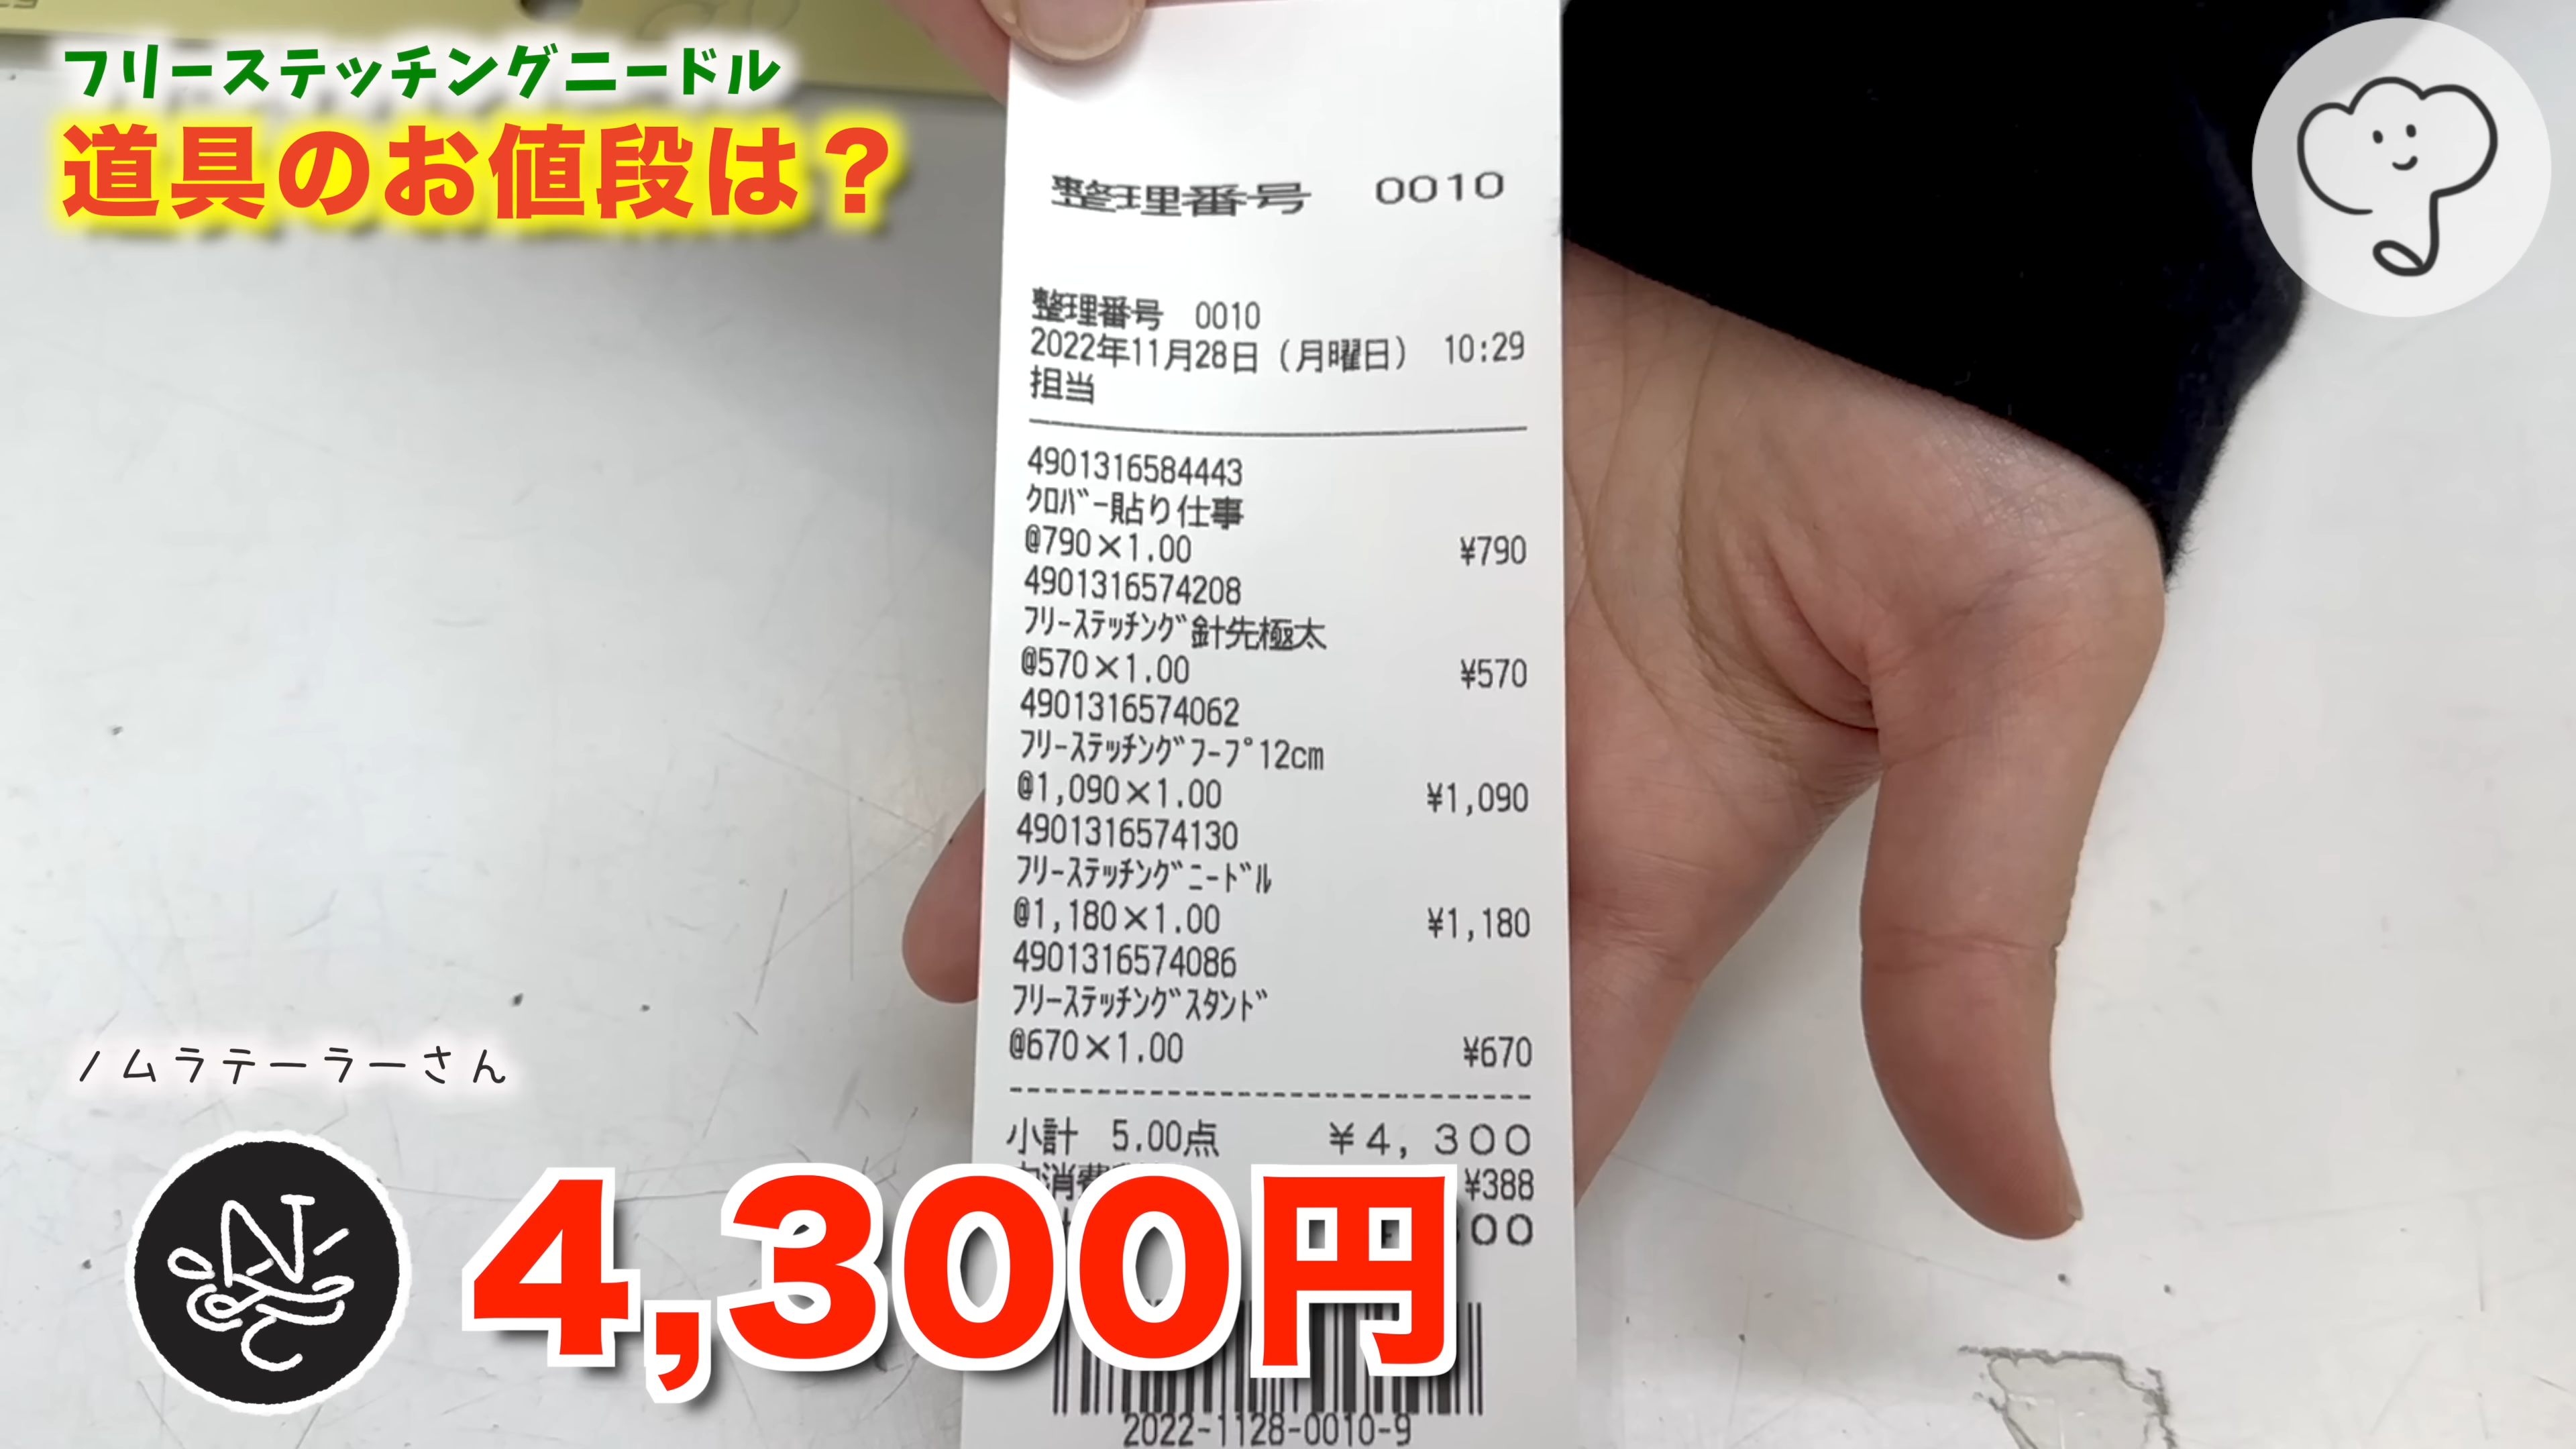 フリーステッチングニードル
道具のお値段は？
整理番号 0010
整理番号 0010
2022年11月28日（月曜日） 10:29
担当
4901316584443
ｸﾛﾊﾞｰ貼り仕事
@790×1.00 ¥790
4901316574208
ﾌﾘｰｽﾃｯﾁﾝｸﾞ針先極太
@570×1.00 ¥570
4901316574062
ﾌﾘｰｽﾃｯﾁﾝｸﾞﾌｰﾌﾟ12cm
@1,090×1.00 ¥1,090
4901316574130
ﾌﾘｰｽﾃｯﾁﾝｸﾞﾆｰﾄﾞﾙ
@1,180×1.00 ¥1,180
4901316574086
ﾌﾘｰｽﾃｯﾁﾝｸﾞｽﾀﾝﾄﾞ
@670×1.00 ¥670
小計 5.00点 ¥4,300
¥388
ノムラテーラーさん
4,300円
2022-1128-0010-9